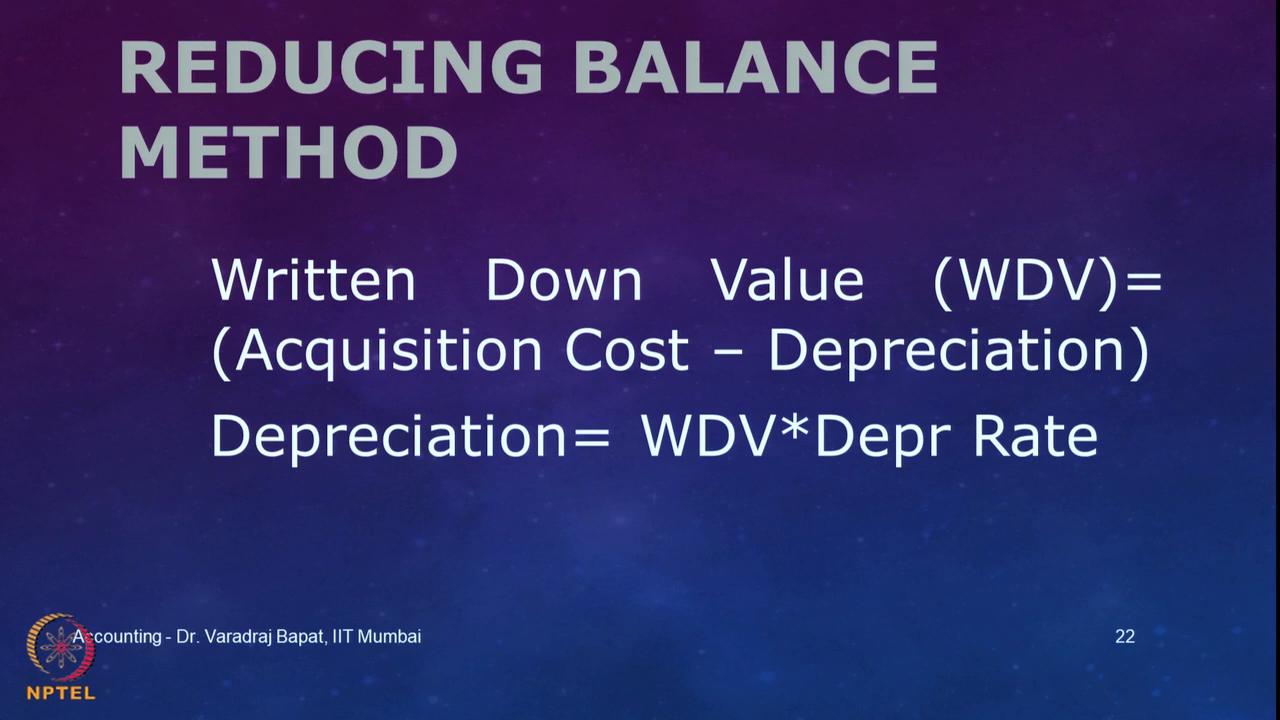 REDUCING BALANCE
METHOD
Written Down Value (WDV)=
(Acquisition Cost – Depreciation)
Depreciation= WDV*Depr Rate
Accounting - Dr. Varadraj Bapat, IIT Mumbai
22
NPTEL